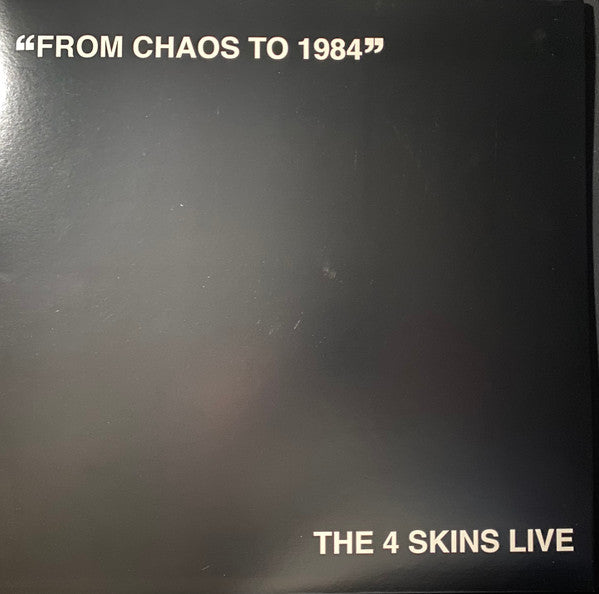 “FROM CHAOS TO 1984”
THE 4 SKINS LIVE